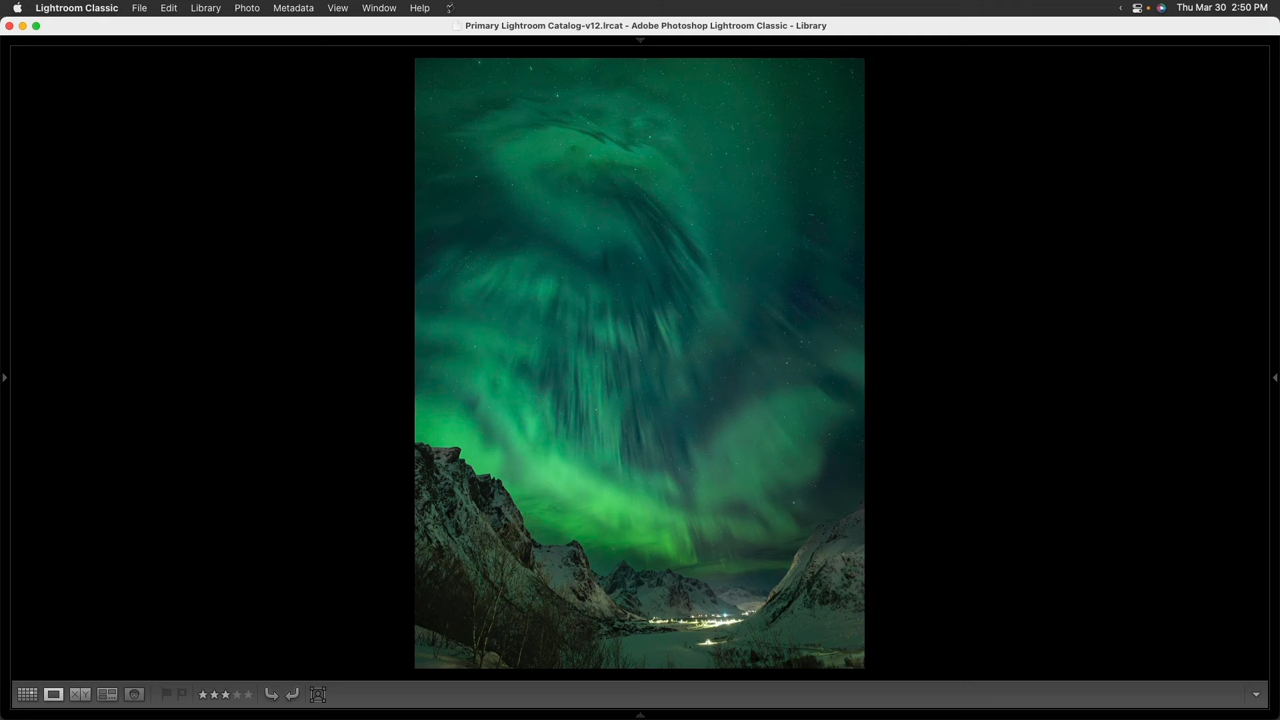 Lightroom Classic File Edit Library Photo Metadata View Window Help Thu Mar 30 2:50 PM
Primary Lightroom Catalog-v12.lrcat - Adobe Photoshop Lightroom Classic - Library
X Y